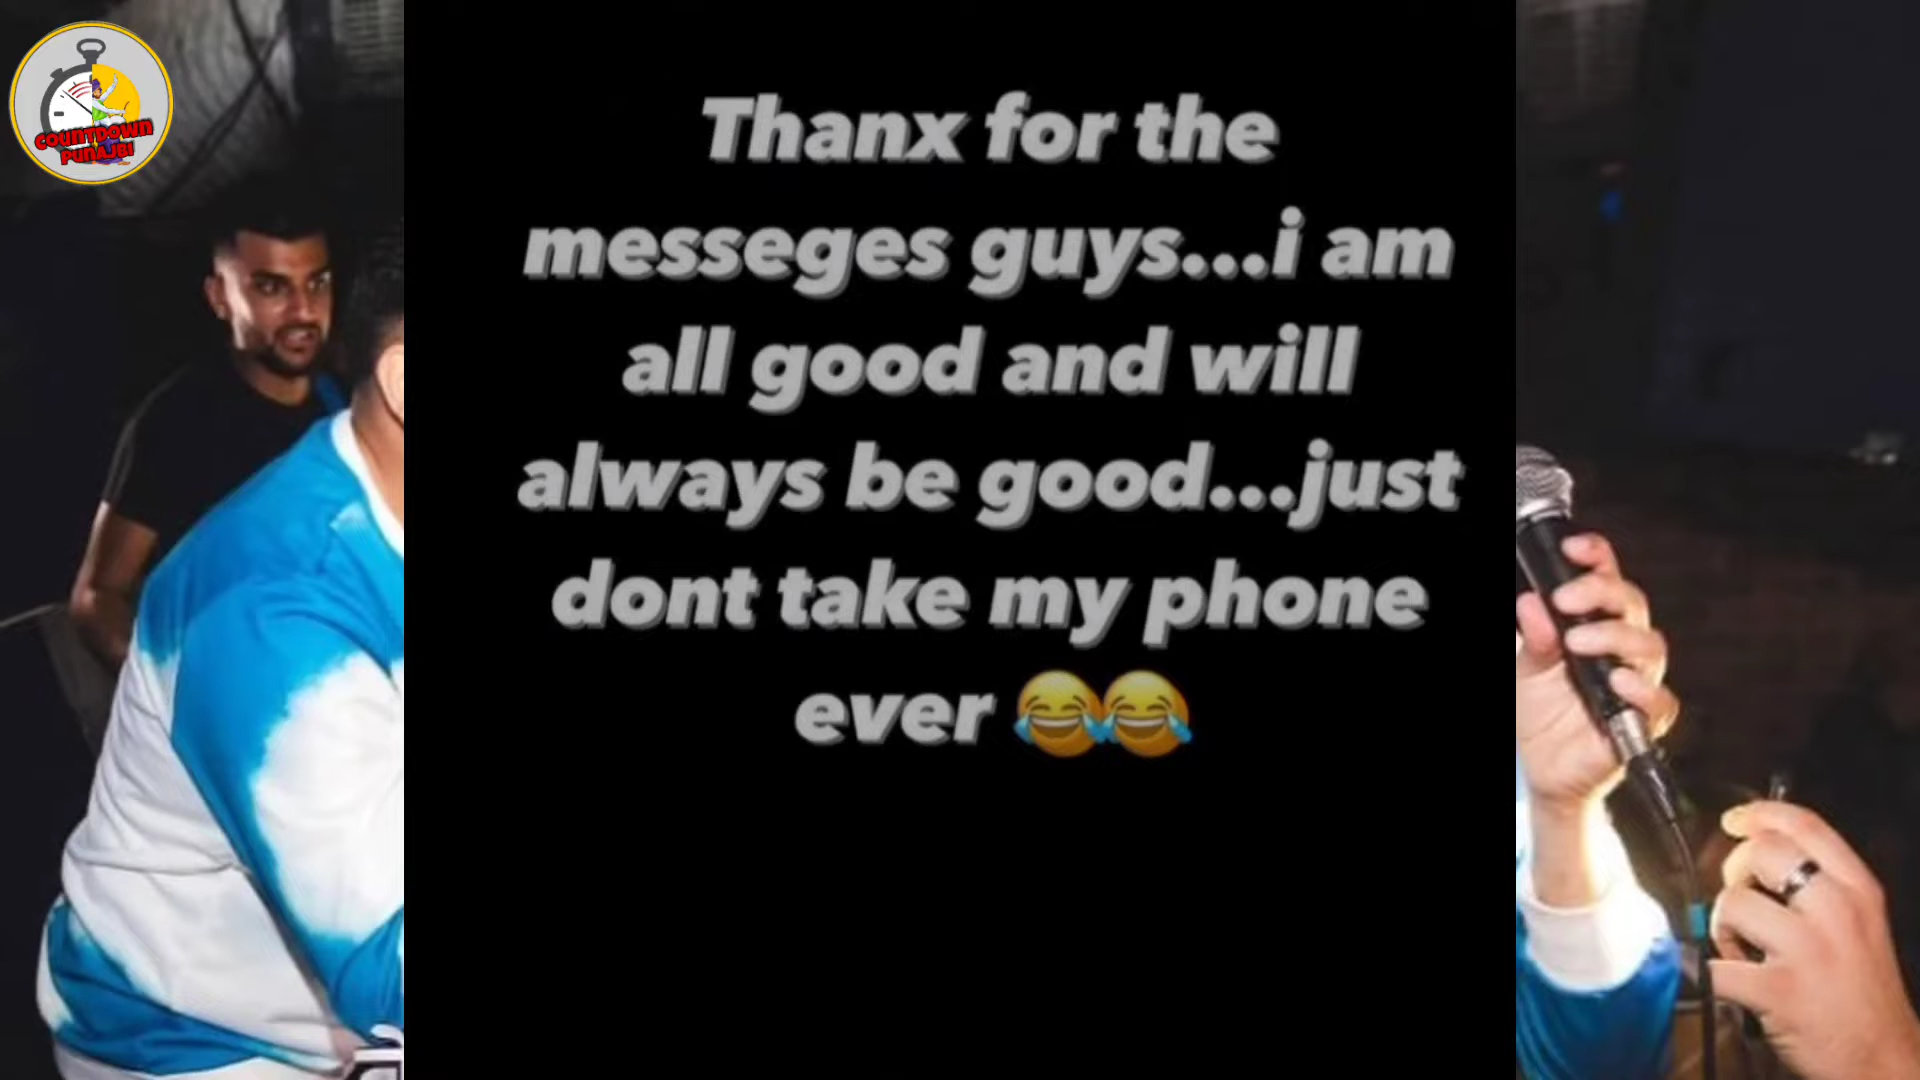 COUNTDOWN
PUNAJBI
Thanx for the
messeges guys...i am
all good and will
always be good...just
dont take my phone
ever 😂😂